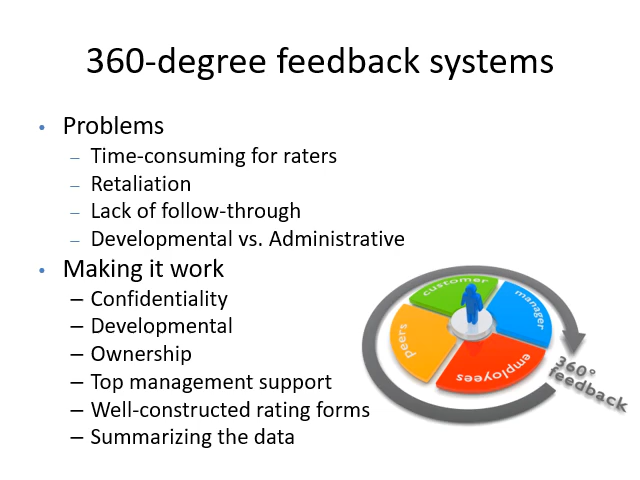 360-degree feedback systems
• Problems
– Time-consuming for raters
– Retaliation
– Lack of follow-through
– Developmental vs. Administrative
• Making it work
– Confidentiality
– Developmental
– Ownership
– Top management support
– Well-constructed rating forms
– Summarizing the data
customer
manager
employees
Peers
360°
feedback